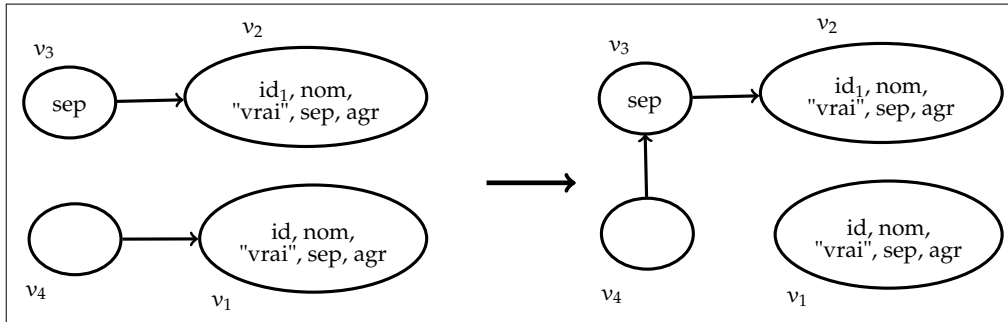 v3
v2
sep
id1, nom,
"vrai", sep, agr
id, nom,
"vrai", sep, agr
v4
v1
v3
v2
sep
id1, nom,
"vrai", sep, agr
id, nom,
"vrai", sep, agr
v4
v1